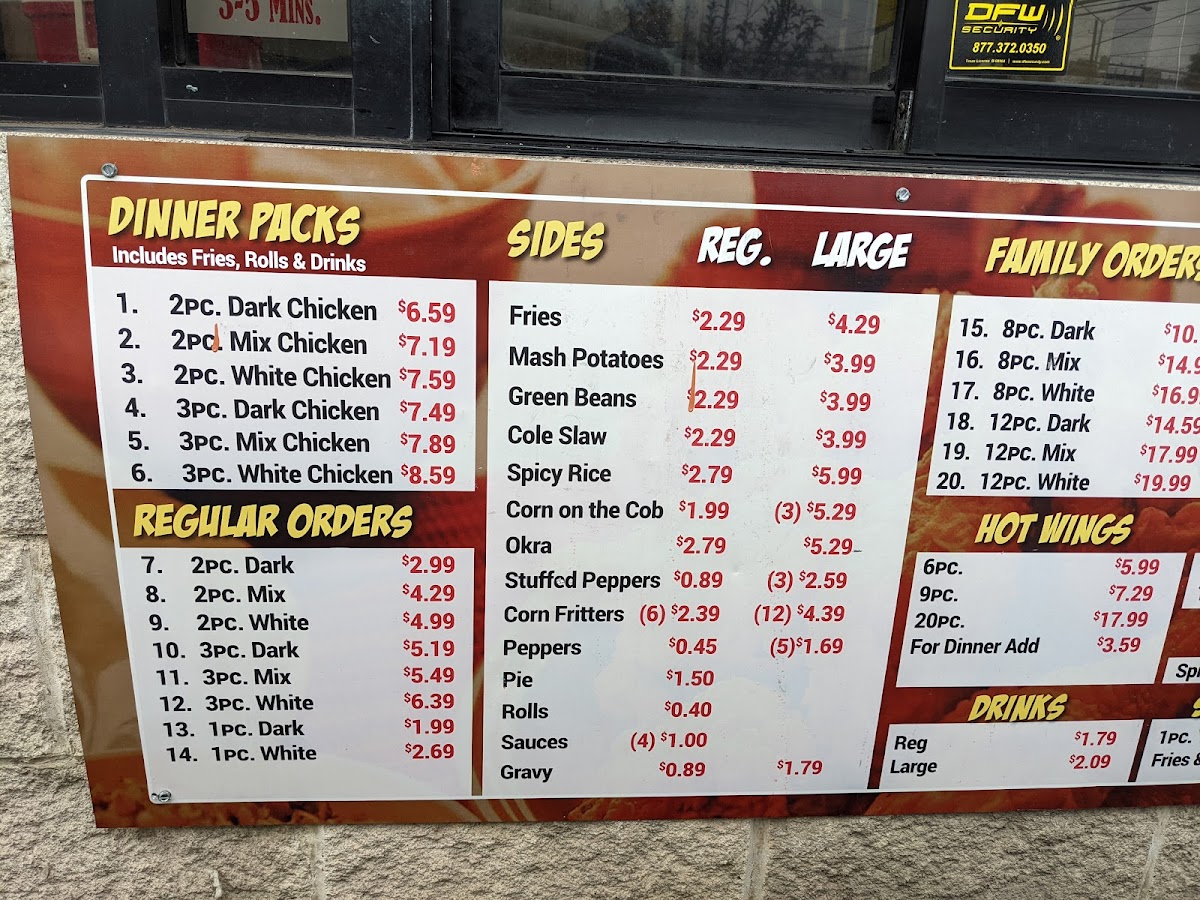 3-5 MINS.
DFW
SECURITY
877.372.0350
DINNER PACKS
Includes Fries, Rolls & Drinks
1. 2PC. Dark Chicken $6.59
2. 2PC. Mix Chicken $7.19
3. 2PC. White Chicken $7.59
4. 3PC. Dark Chicken $7.49
5. 3PC. Mix Chicken $7.89
6. 3PC. White Chicken $8.59
REGULAR ORDERS
7. 2PC. Dark $2.99
8. 2PC. Mix $4.29
9. 2PC. White $4.99
10. 3PC. Dark $5.19
11. 3PC. Mix $5.49
12. 3PC. White $6.39
13. 1PC. Dark $1.99
14. 1PC. White $2.69
SIDES REG. LARGE
Fries $2.29 $4.29
Mash Potatoes $2.29 $3.99
Green Beans $2.29 $3.99
Cole Slaw $2.29 $3.99
Spicy Rice $2.79 $5.99
Corn on the Cob $1.99 (3) $5.29
Okra $2.79 $5.29
Stuffed Peppers $0.89 (3) $2.59
Corn Fritters (6) $2.39 (12) $4.39
Peppers $0.45 (5) $1.69
Pie $1.50
Rolls $0.40
Sauces (4) $1.00
Gravy $0.89 $1.79
FAMILY ORDER
15. 8PC. Dark $10.
16. 8PC. Mix $14.9
17. 8PC. White $16.9
18. 12PC. Dark $14.59
19. 12PC. Mix $17.99
20. 12PC. White $19.99
HOT WINGS
6PC. $5.99
9PC. $7.29
20PC. $17.99
For Dinner Add $3.59
DRINKS
Reg $1.79
Large $2.09
Spi
1PC.
Fries &